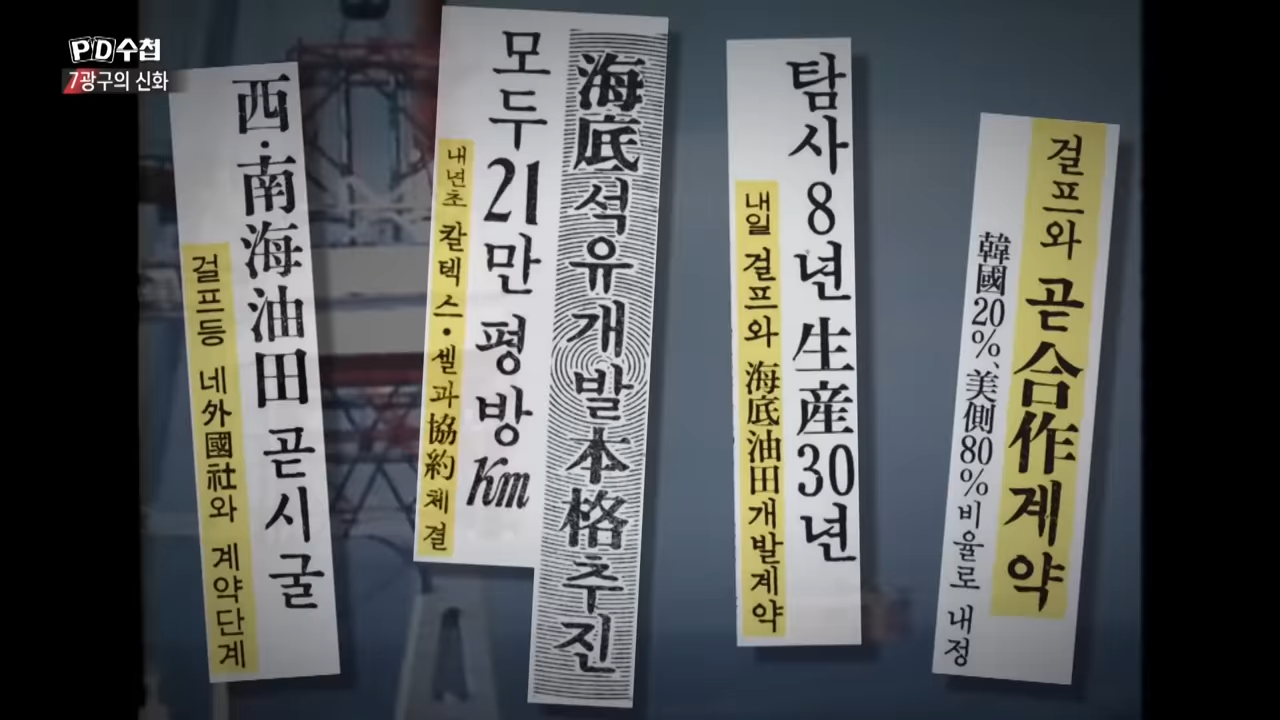 PD수첩
7광구의 신화
西·南海油田 곧 시굴
걸프등 네外國社와 계약단계
海底석유개발本格추진
모두 21만 평방Km
내년초 칼텍스·셸과協約체결
탐사8년 生産30년
내일 걸프와 海底油田개발계약
걸프와 곧 合作계약
韓國20%、美側80%비율로 내정